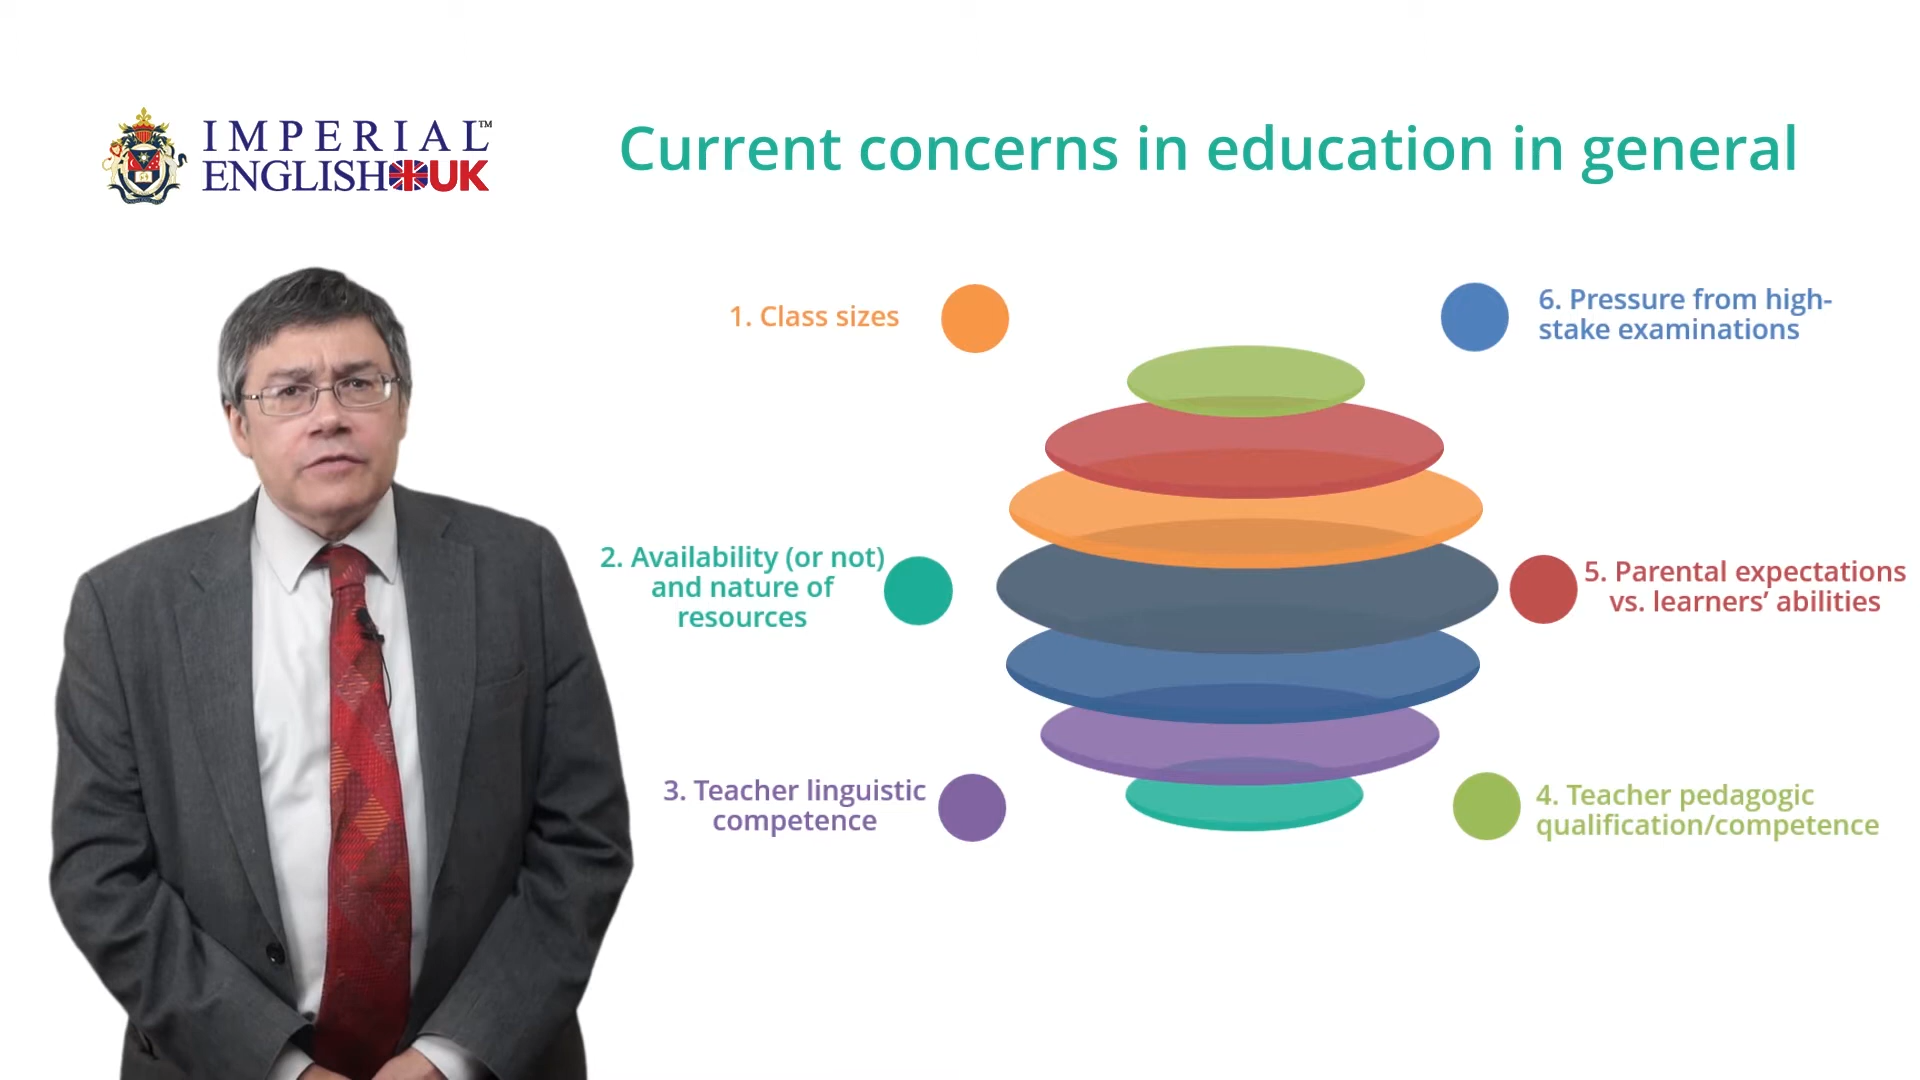 IMPERIAL™
ENGLISH UK
Current concerns in education in general
1. Class sizes
2. Availability (or not)
and nature of
resources
3. Teacher linguistic
competence
4. Teacher pedagogic
qualification/competence
5. Parental expectations
vs. learners’ abilities
6. Pressure from high-
stake examinations